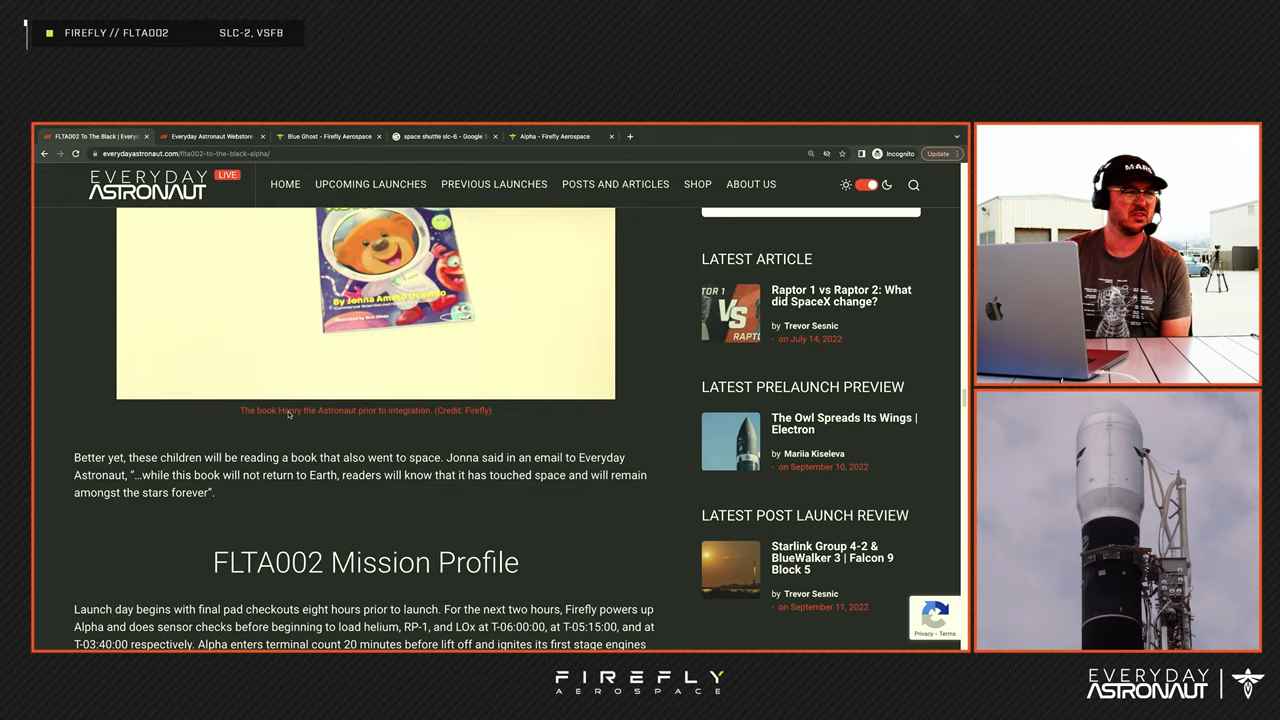 FIREFLY // FLTA002
SLC-2, VSFB
FLTA002 To The Black | Every
Everyday Astronaut Webstore
Blue Ghost - Firefly Aerospace
space shuttle slc-6 - Google S
Alpha - Firefly Aerospace
everydayastronaut.com/flta002-to-the-black-alpha/
Incognito
Update
EVERYDAY
ASTRONAUT
LIVE
HOME
UPCOMING LAUNCHES
PREVIOUS LAUNCHES
POSTS AND ARTICLES
SHOP
ABOUT US
By Jonna Amato Ocampo
The book Henry the Astronaut prior to integration. (Credit: Firefly)
Better yet, these children will be reading a book that also went to space. Jonna said in an email to Everyday
Astronaut, “…while this book will not return to Earth, readers will know that it has touched space and will remain
amongst the stars forever”.
FLTA002 Mission Profile
Launch day begins with final pad checkouts eight hours prior to launch. For the next two hours, Firefly powers up
Alpha and does sensor checks before beginning to load helium, RP-1, and LOx at T-06:00:00, at T-05:15:00, and at
T-03:40:00 respectively. Alpha enters terminal count 20 minutes before lift off and ignites its first stage engines
LATEST ARTICLE
TOR 1
VS
RAPTO
Raptor 1 vs Raptor 2: What
did SpaceX change?
by Trevor Sesnic
on July 14, 2022
LATEST PRELAUNCH PREVIEW
The Owl Spreads Its Wings |
Electron
by Mariia Kiseleva
on September 10, 2022
LATEST POST LAUNCH REVIEW
Starlink Group 4-2 &
BlueWalker 3 | Falcon 9
Block 5
by Trevor Sesnic
on September 11, 2022
Privacy - Terms
MARS
FIREFLY
AEROSPACE
EVERYDAY
ASTRONAUT